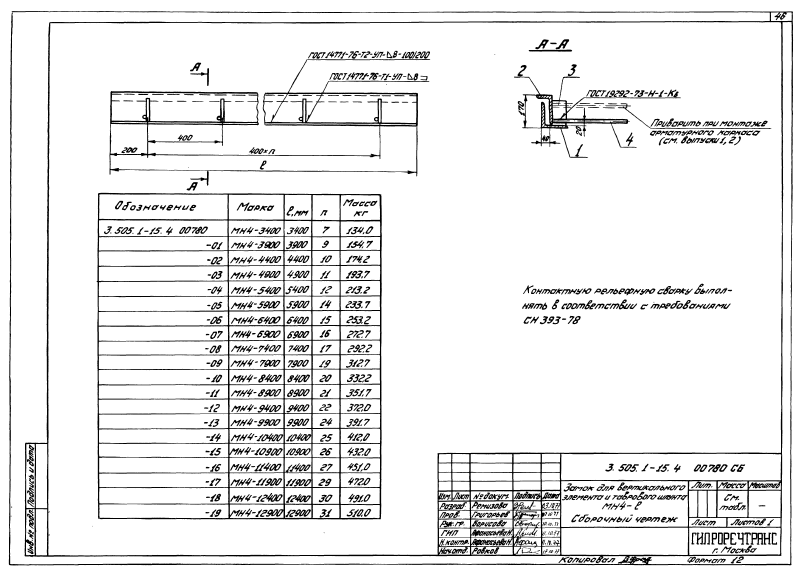 46
ГОСТ 14771-76-Т2-УП-△8-100/200
ГОСТ 14771-76-Т1-УП-△8-
А
400
200
400×n
ℓ
А
А-А
2
3
ГОСТ 19292-73-Н-1-Кв
170
20
40
1
4
Приварить при монтаже
арматурного каркаса
(см. выпуски 1, 2)
Обозначение Марка ℓ, мм n Масса кг
3.505.1-15.4 00780 МН4-3400 3400 7 134,0
-01 МН4-3900 3900 9 154,7
-02 МН4-4400 4400 10 174,2
-03 МН4-4900 4900 11 193,7
-04 МН4-5400 5400 12 213,2
-05 МН4-5900 5900 14 233,7
-06 МН4-6400 6400 15 253,2
-07 МН4-6900 6900 16 272,7
-08 МН4-7400 7400 17 292,2
-09 МН4-7900 7900 19 312,7
-10 МН4-8400 8400 20 332,2
-11 МН4-8900 8900 21 351,7
-12 МН4-9400 9400 22 372,0
-13 МН4-9900 9900 24 391,7
-14 МН4-10400 10400 25 412,0
-15 МН4-10900 10900 26 432,0
-16 МН4-11400 11400 27 451,0
-17 МН4-11900 11900 29 472,0
-18 МН4-12400 12400 30 491,0
-19 МН4-12900 12900 31 510,0
Контактную рельефную сварку выпол-
нять в соответствии с требованиями
СН 393-78
Инв. № подл. Подпись и дата
3.505.1-15.4 00780 СБ
Изм. Лист № докум. Подпись Дата
Разраб Ремизова
Пров. Григорьев
Рук. гр. Борисова
ГНП Афанасьева Н
Н. контр. Афанасьева Н
Нач. отд Робков
Замок для вертикального
элемента и таврового шпунта
МН4-2
Сборочный чертеж
Лит. Масса Масштаб
См. табл. -
Лист Листов 1
ГИПРОРЕЧТРАНС
г. Москва
Копировал Формат 12